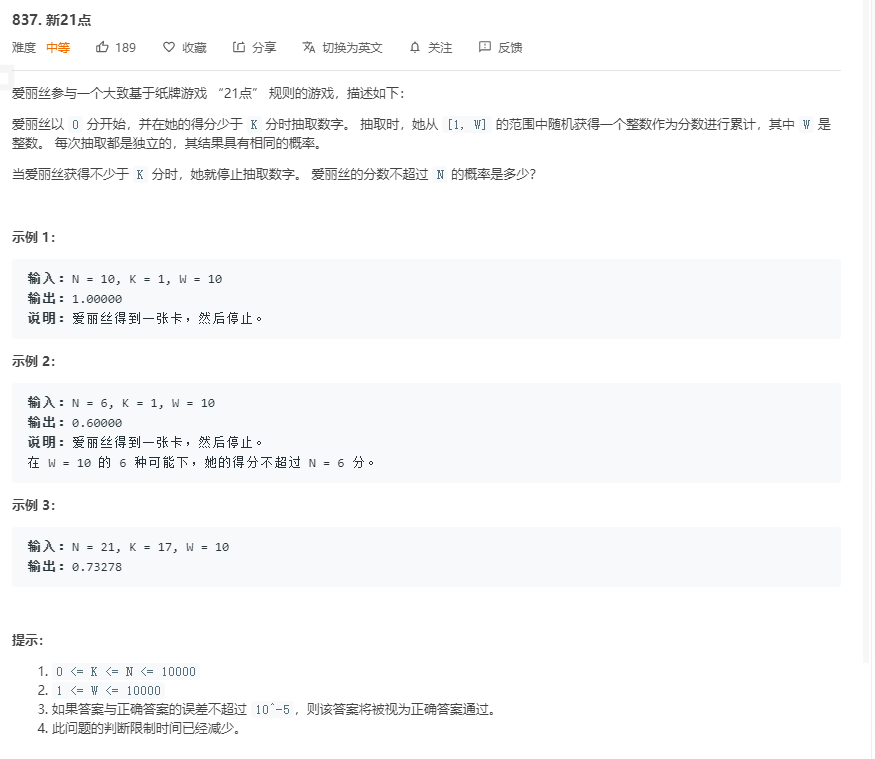 837. 新21点
难度 中等 189 收藏 分享 切换为英文 关注 反馈
爱丽丝参与一个大致基于纸牌游戏 “21点” 规则的游戏，描述如下：
爱丽丝以 0 分开始，并在她的得分少于 K 分时抽取数字。 抽取时，她从 [1, W] 的范围中随机获得一个整数作为分数进行累计，其中 W 是
整数。 每次抽取都是独立的，其结果具有相同的概率。
当爱丽丝获得不少于 K 分时，她就停止抽取数字。 爱丽丝的分数不超过 N 的概率是多少？
示例 1：
输入：N = 10, K = 1, W = 10
输出：1.00000
说明：爱丽丝得到一张卡，然后停止。
示例 2：
输入：N = 6, K = 1, W = 10
输出：0.60000
说明：爱丽丝得到一张卡，然后停止。
在 W = 10 的 6 种可能下，她的得分不超过 N = 6 分。
示例 3：
输入：N = 21, K = 17, W = 10
输出：0.73278
提示：
1. 0 <= K <= N <= 10000
2. 1 <= W <= 10000
3. 如果答案与正确答案的误差不超过 10^-5，则该答案将被视为正确答案通过。
4. 此问题的判断限制时间已经减少。